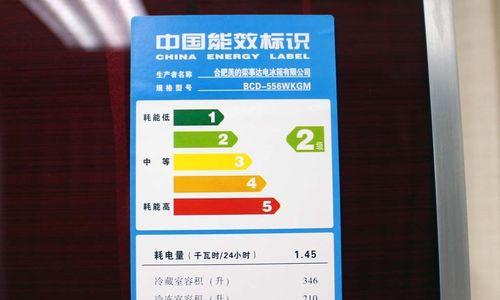 中国能效标识
CHINA ENERGY LABEL
生产者名称 合肥美的荣事达电冰箱有限公司
规格型号 BCD-556WKGM
耗能低 1
2 2级
中等 3
4
耗能高 5
耗电量（千瓦时/24小时） 1.45
冷藏室容积（升） 346
冷冻室容积（升） 210